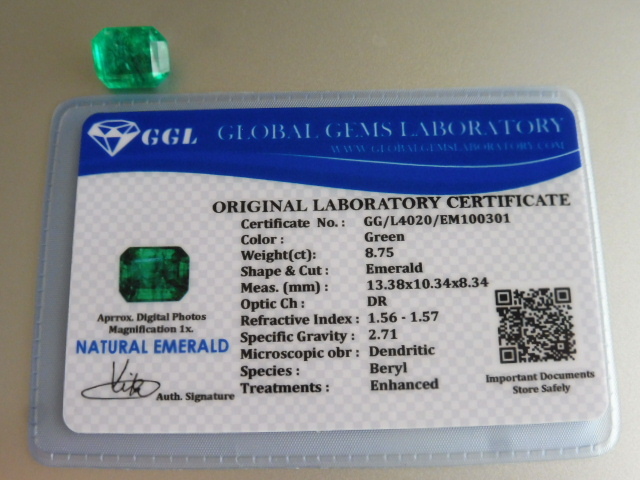 GGL GLOBAL GEMS LABORATORY
WWW.GLOBALGEMSLABORATORY.COM
ORIGINAL LABORATORY CERTIFICATE
Certificate No. : GG/L4020/EM100301
Color : Green
Weight(ct): 8.75
Shape & Cut : Emerald
Meas. (mm) : 13.38x10.34x8.34
Optic Ch : DR
Refractive Index : 1.56 - 1.57
Specific Gravity : 2.71
Microscopic obr : Dendritic
Species : Beryl
Treatments : Enhanced
Aprrox. Digital Photos
Magnification 1x.
NATURAL EMERALD
Auth. Signature
Important Documents
Store Safely